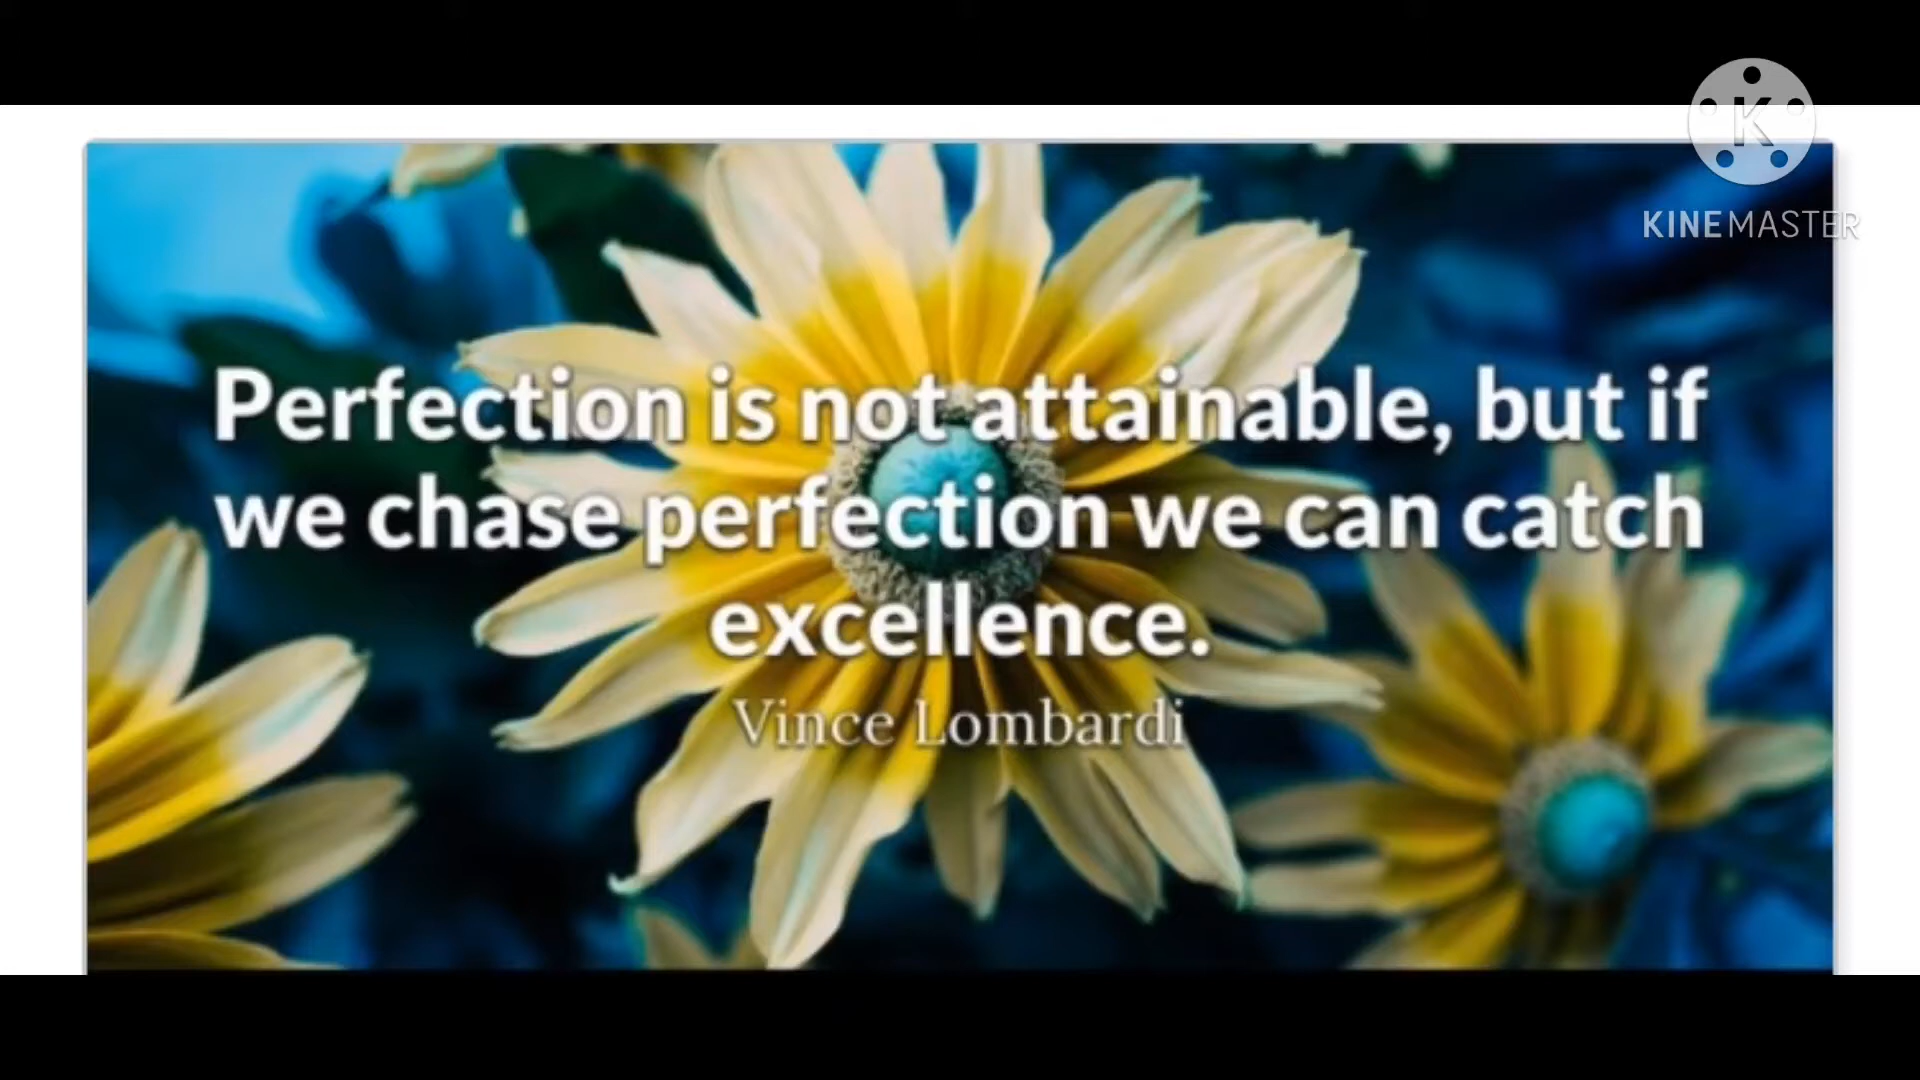 K
KINEMASTER
Perfection is not attainable, but if
we chase perfection we can catch
excellence.
Vince Lombardi